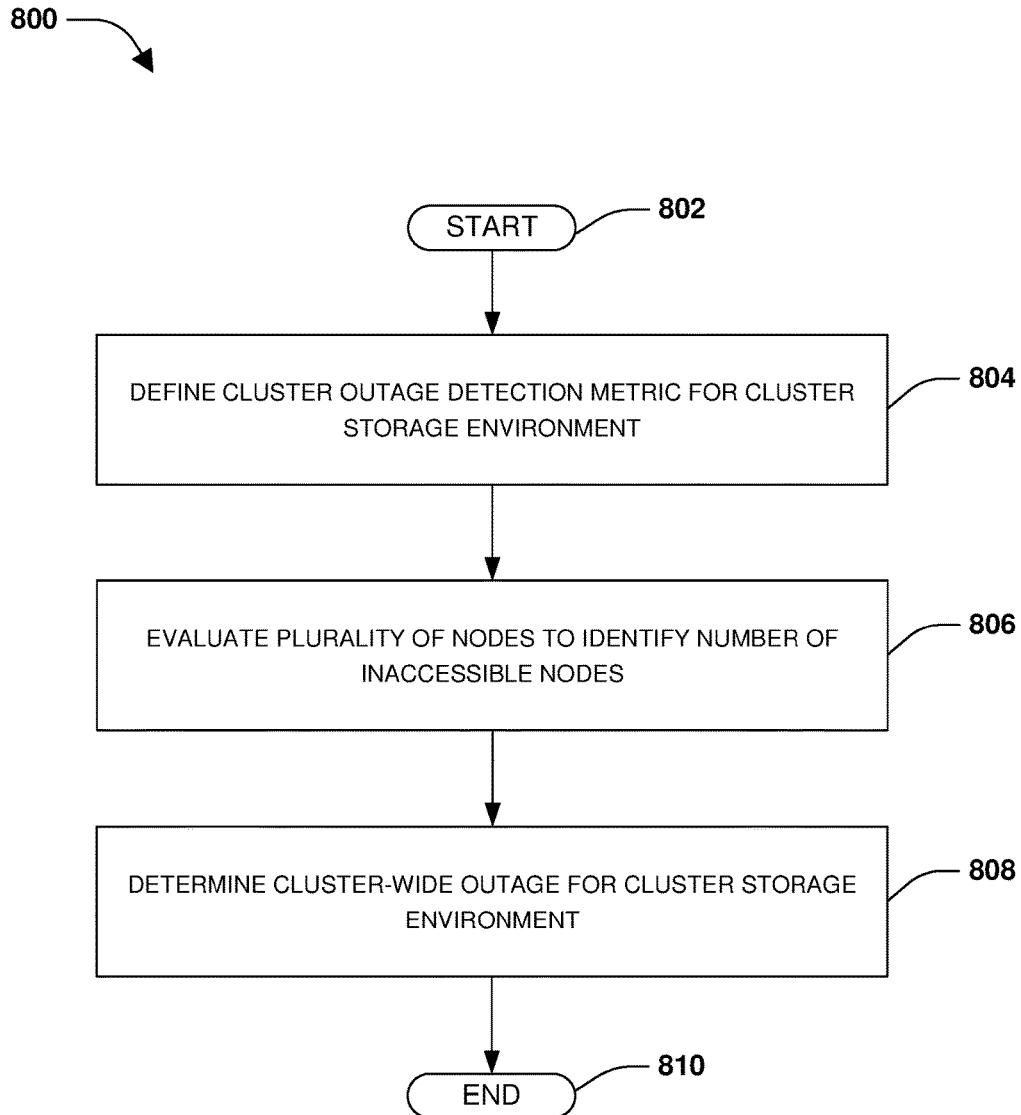 800
START
802
DEFINE CLUSTER OUTAGE DETECTION METRIC FOR CLUSTER
STORAGE ENVIRONMENT
804
EVALUATE PLURALITY OF NODES TO IDENTIFY NUMBER OF
INACCESSIBLE NODES
806
DETERMINE CLUSTER-WIDE OUTAGE FOR CLUSTER STORAGE
ENVIRONMENT
808
END
810